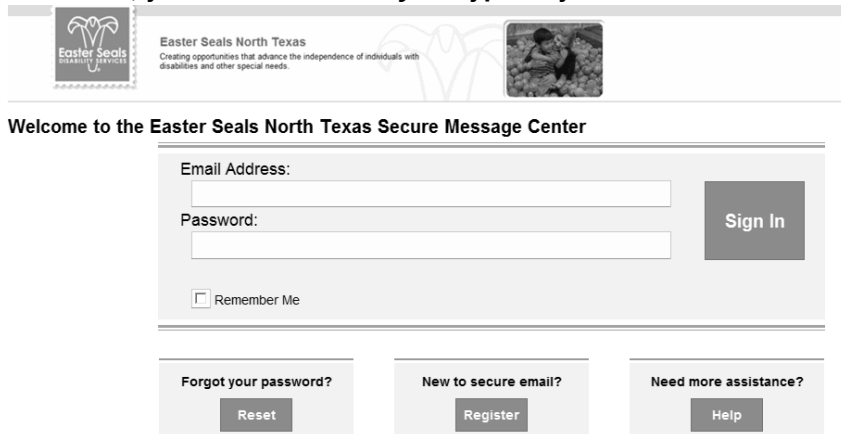 Easter Seals
DISABILITY SERVICES
Easter Seals North Texas
Creating opportunities that advance the independence of individuals with
disabilities and other special needs.
Welcome to the Easter Seals North Texas Secure Message Center
Email Address:
Password:
Sign In
Remember Me
Forgot your password?
New to secure email?
Need more assistance?
Reset
Register
Help